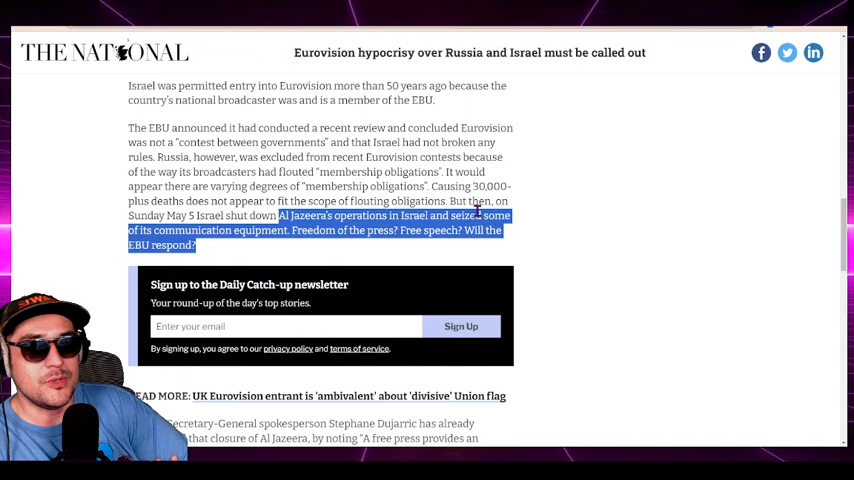 THE NATIONAL
Eurovision hypocrisy over Russia and Israel must be called out
Israel was permitted entry into Eurovision more than 50 years ago because the
country's national broadcaster was and is a member of the EBU.
The EBU announced it had conducted a recent review and concluded Eurovision
was not a “contest between governments” and that Israel had not broken any
rules. Russia, however, was excluded from recent Eurovision contests because
of the way its broadcasters had flouted “membership obligations”. It would
appear there are varying degrees of “membership obligations”. Causing 30,000-
plus deaths does not appear to fit the scope of flouting obligations. But then, on
Sunday May 5 Israel shut down Al Jazeera's operations in Israel and seized some
of its communication equipment. Freedom of the press? Free speech? Will the
EBU respond?
Sign up to the Daily Catch-up newsletter
Your round-up of the day's top stories.
Enter your email
Sign Up
By signing up, you agree to our privacy policy and terms of service.
READ MORE: UK Eurovision entrant is 'ambivalent' about 'divisive' Union flag
Secretary-General spokesperson Stephane Dujarric has already
that closure of Al Jazeera, by noting “A free press provides an